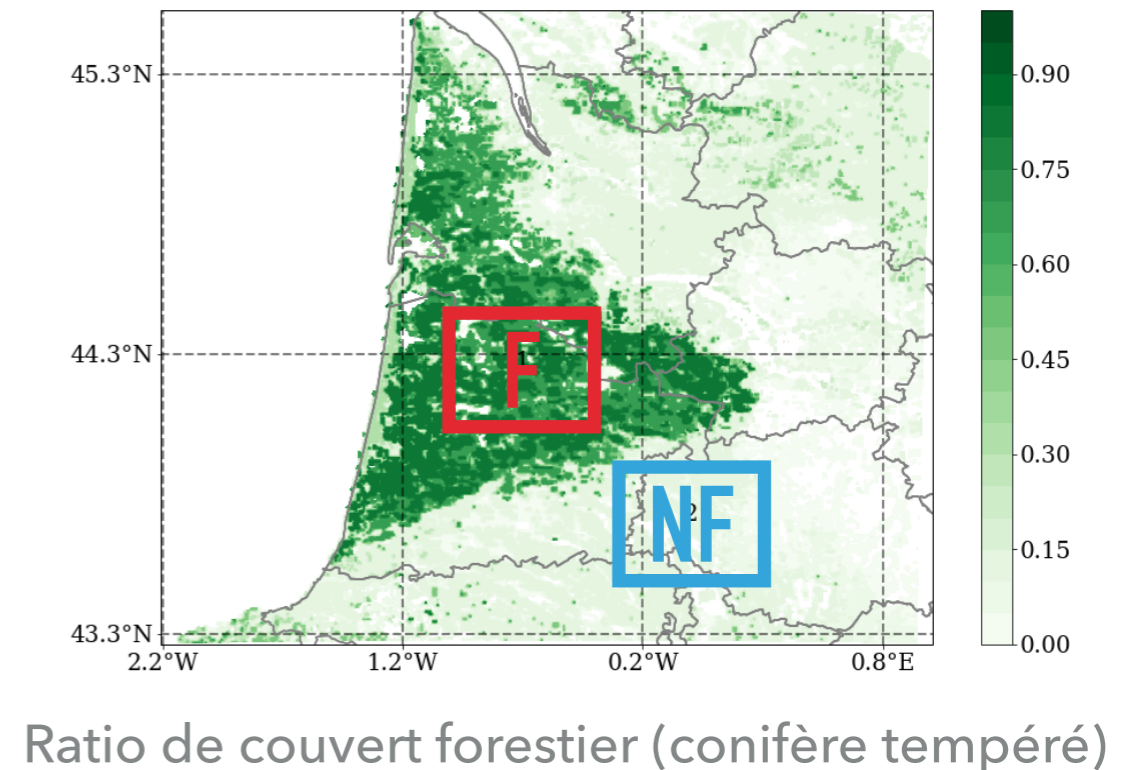 45.3°N
0.90
0.75
0.60
44.3°N
F
1
0.45
0.30
NF
2
0.15
43.3°N
0.00
2.2°W
1.2°W
0.2°W
0.8°E
Ratio de couvert forestier (conifère tempéré)